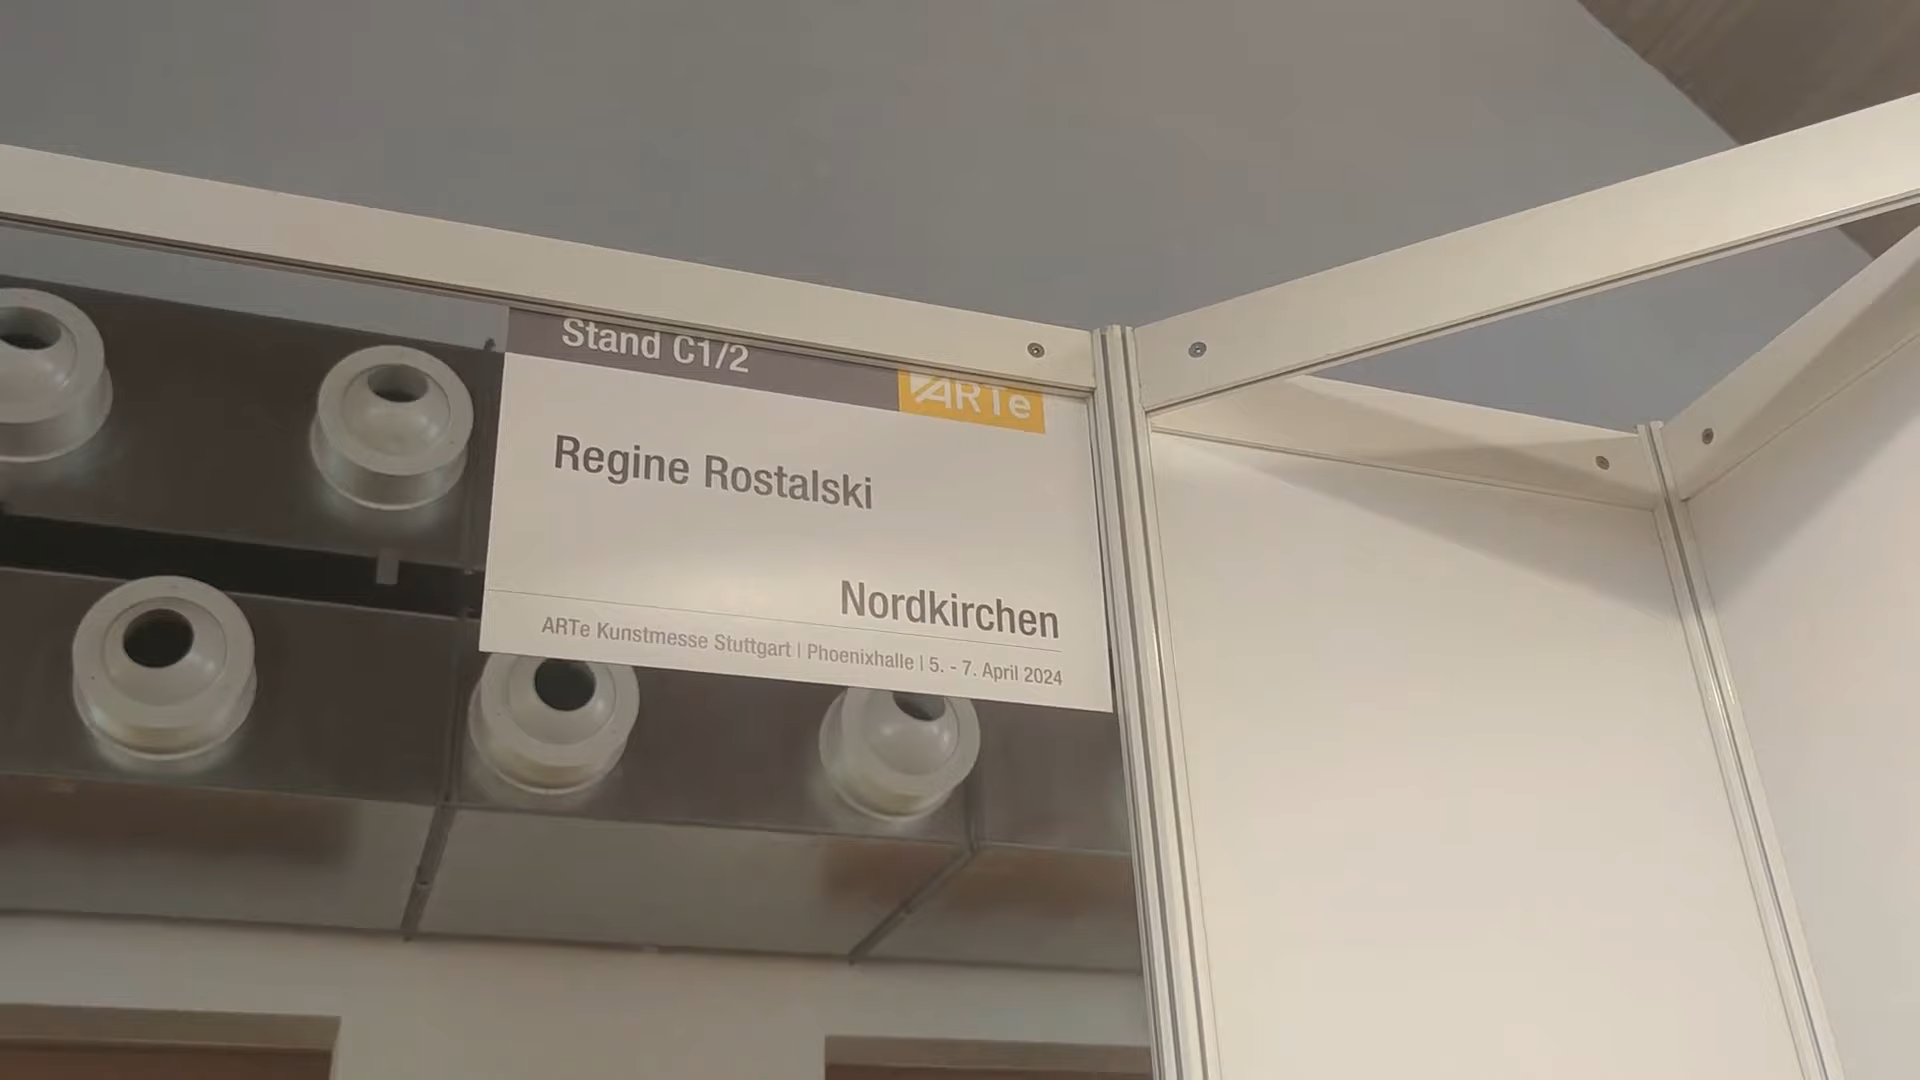 Stand C1/2
ARTe
Regine Rostalski
Nordkirchen
ARTe Kunstmesse Stuttgart | Phoenixhalle | 5. - 7. April 2024